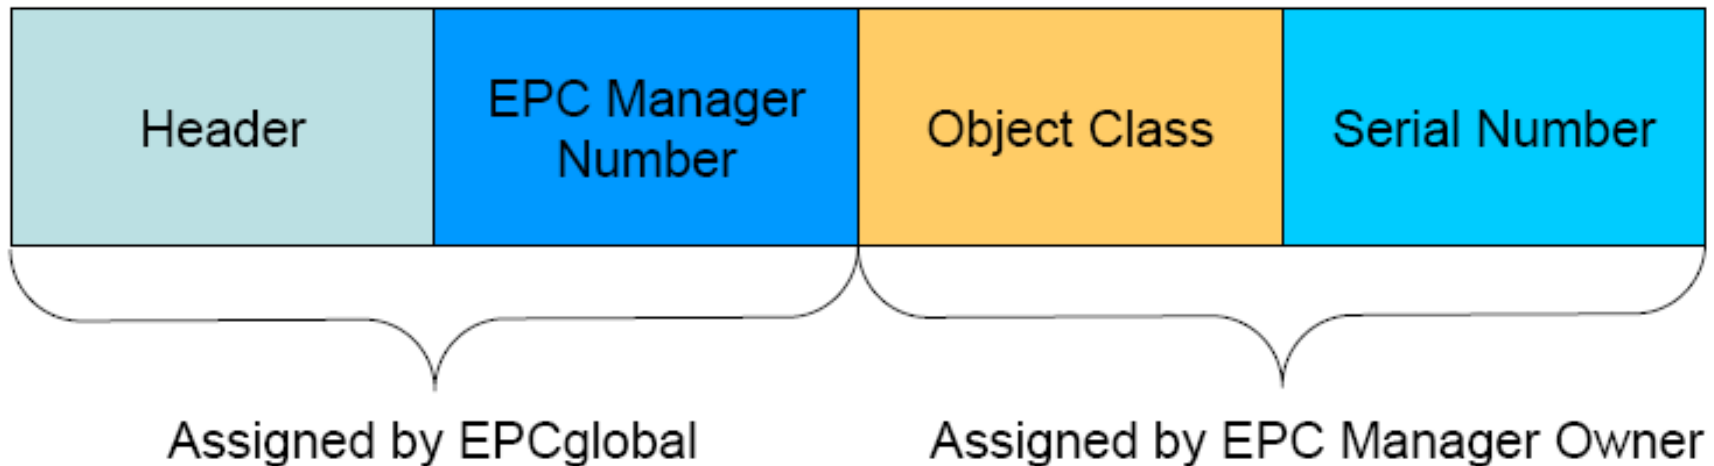 Header
EPC Manager
Number
Object Class
Serial Number
Assigned by EPCglobal
Assigned by EPC Manager Owner